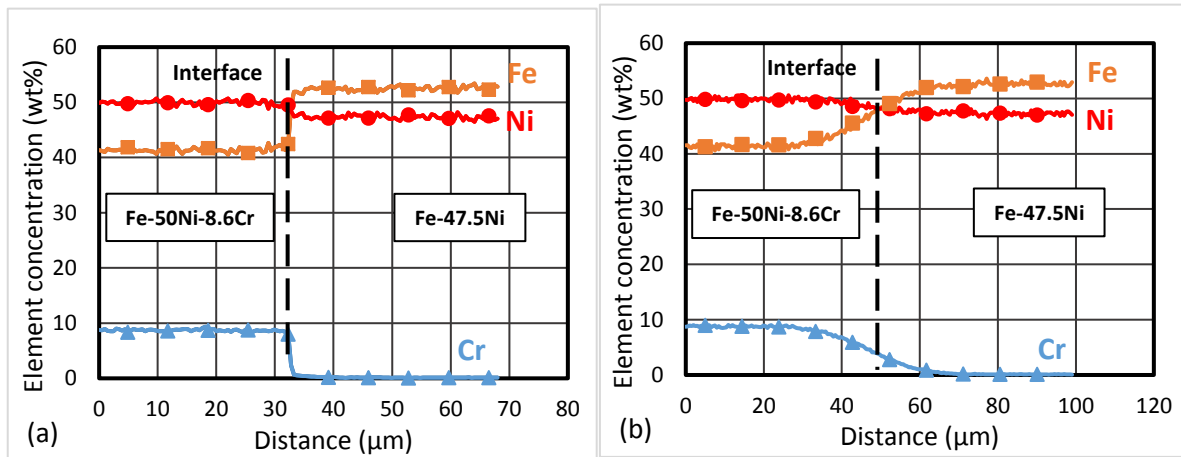 60
50
40
30
20
10
0
Element concentration (wt%)
Interface
Fe
Ni
Fe-50Ni-8.6Cr
Fe-47.5Ni
Cr
0 10 20 30 40 50 60 70 80
Distance (µm)
(a)
60
50
40
30
20
10
0
Element concentration (wt%)
Interface
Fe
Ni
Fe-50Ni-8.6Cr
Fe-47.5Ni
Cr
0 20 40 60 80 100 120
Distance (µm)
(b)